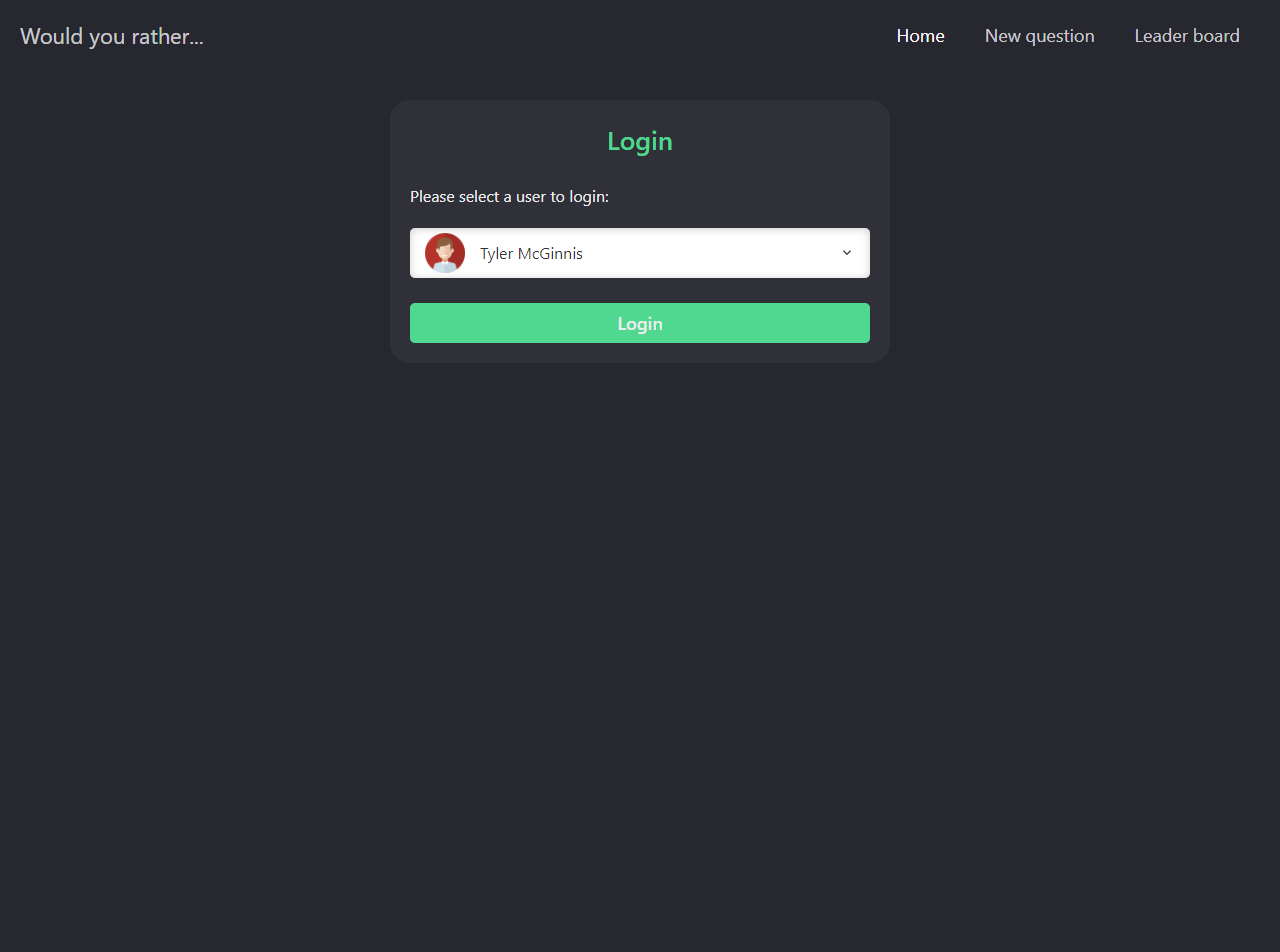 Would you rather...
Home
New question
Leader board
Login
Please select a user to login:
Tyler McGinnis
Login